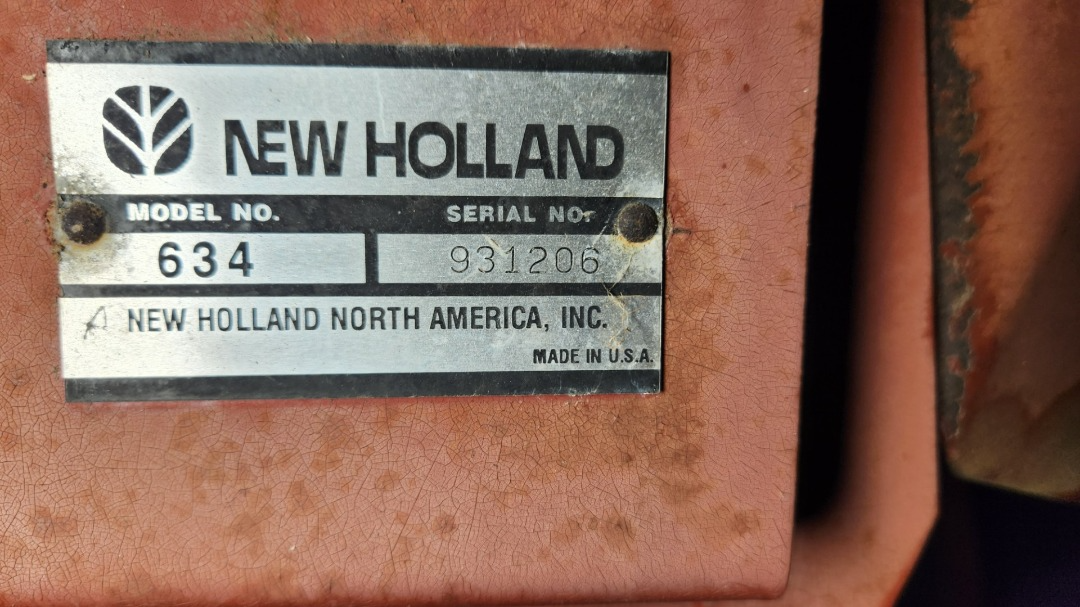 NEW HOLLAND
MODEL NO. SERIAL NO.
634 931206
A NEW HOLLAND NORTH AMERICA, INC.
MADE IN U.S.A.